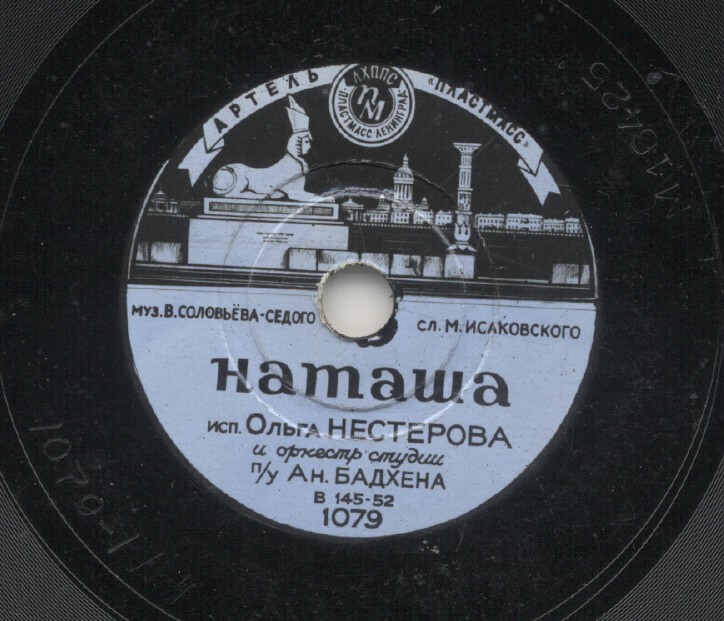 АРТЕЛЬ «ПЛАСТМАСС»
ЛХППС
ПМ
ПЛАСТМАСС-ЛЕНИНГРАД
МУЗ. В. СОЛОВЬЁВА-СЕДОГО
СЛ. М. ИСАКОВСКОГО
Наташа
ИСП. ОЛЬГА НЕСТЕРОВА
и оркестр студии
П/У АН. БАДХЕНА
В 145-52
1079